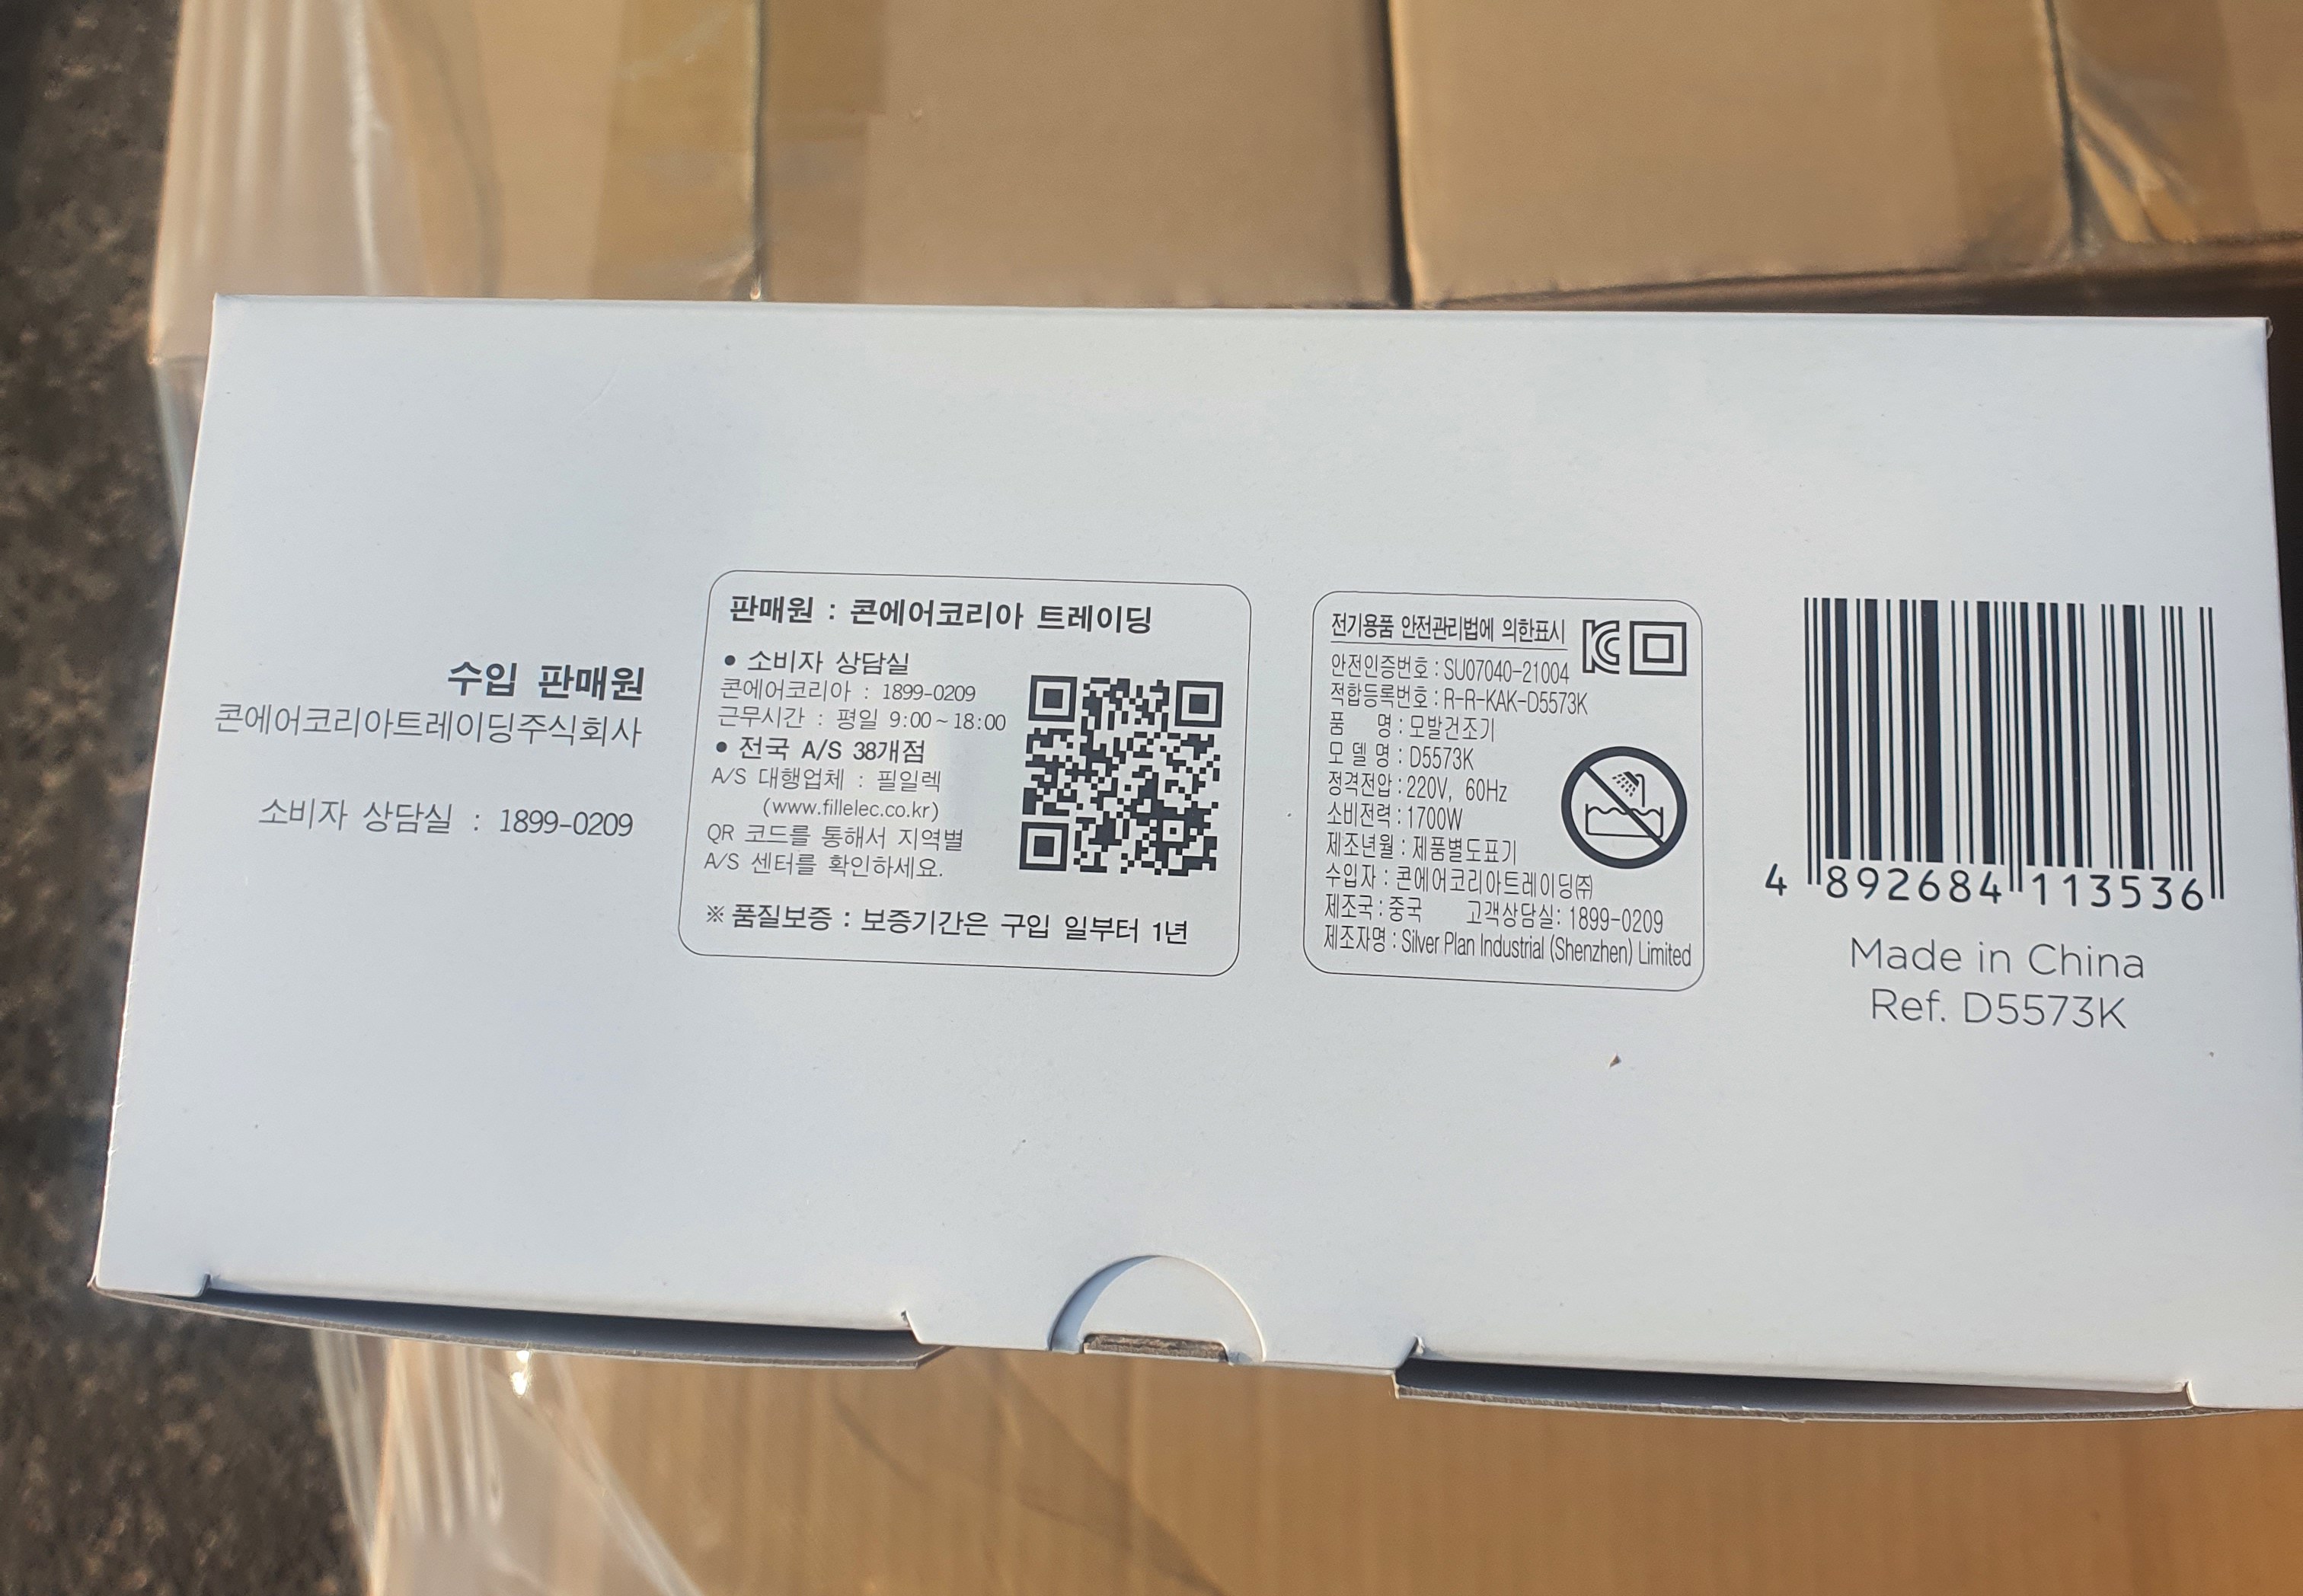 수입 판매원
콘에어코리아트레이딩주식회사
소비자 상담실 : 1899-0209
판매원 : 콘에어코리아 트레이딩
• 소비자 상담실
콘에어코리아 : 1899-0209
근무시간 : 평일 9:00~18:00
• 전국 A/S 38개점
A/S 대행업체 : 필일렉
(www.fillelec.co.kr)
QR 코드를 통해서 지역별
A/S 센터를 확인하세요.
※ 품질보증 : 보증기간은 구입 일부터 1년
전기용품 안전관리법에 의한표시
안전인증번호 : SU07040-21004
적합등록번호 : R-R-KAK-D5573K
품 명 : 모발건조기
모 델 명 : D5573K
정격전압 : 220V, 60Hz
소비전력 : 1700W
제조년월 : 제품별도표기
수입자 : 콘에어코리아트레이딩㈜
제조국 : 중국 고객상담실: 1899-0209
제조자명 : Silver Plan Industrial (Shenzhen) Limited
4 892684 113536
Made in China
Ref. D5573K